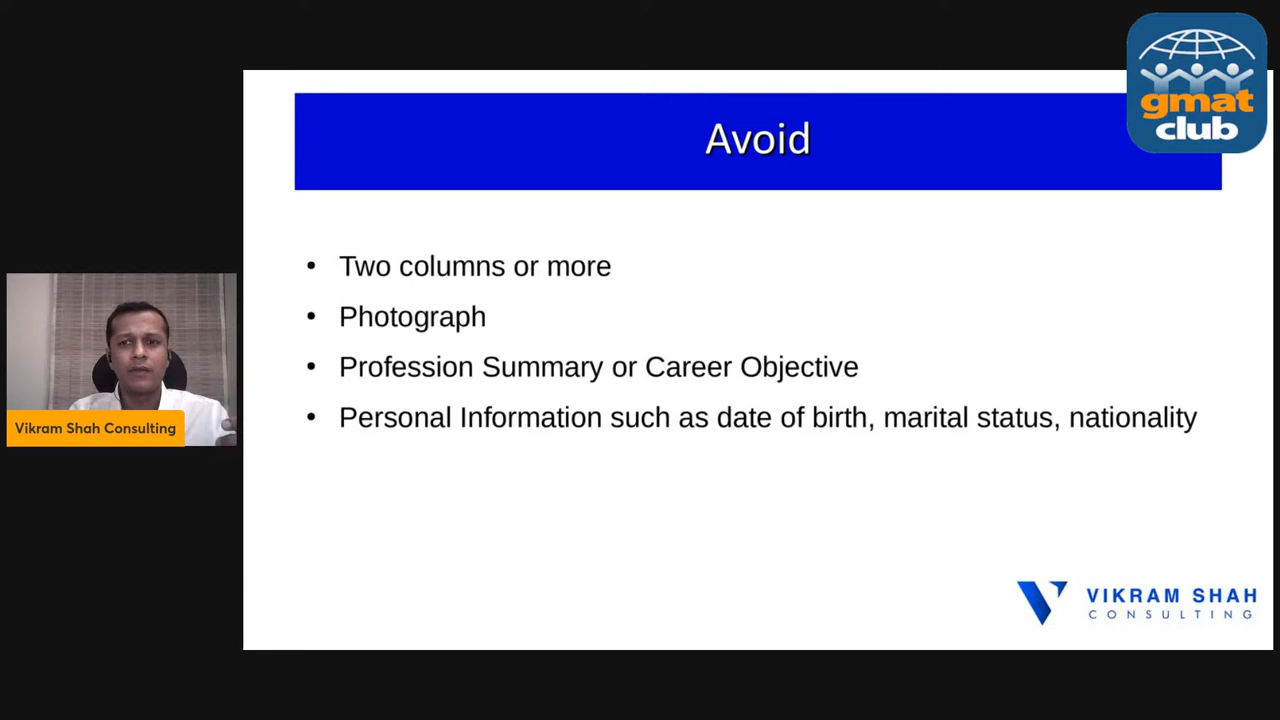 gmat
club
Avoid
• Two columns or more
• Photograph
• Profession Summary or Career Objective
• Personal Information such as date of birth, marital status, nationality
Vikram Shah Consulting
VIKRAM SHAH
CONSULTING